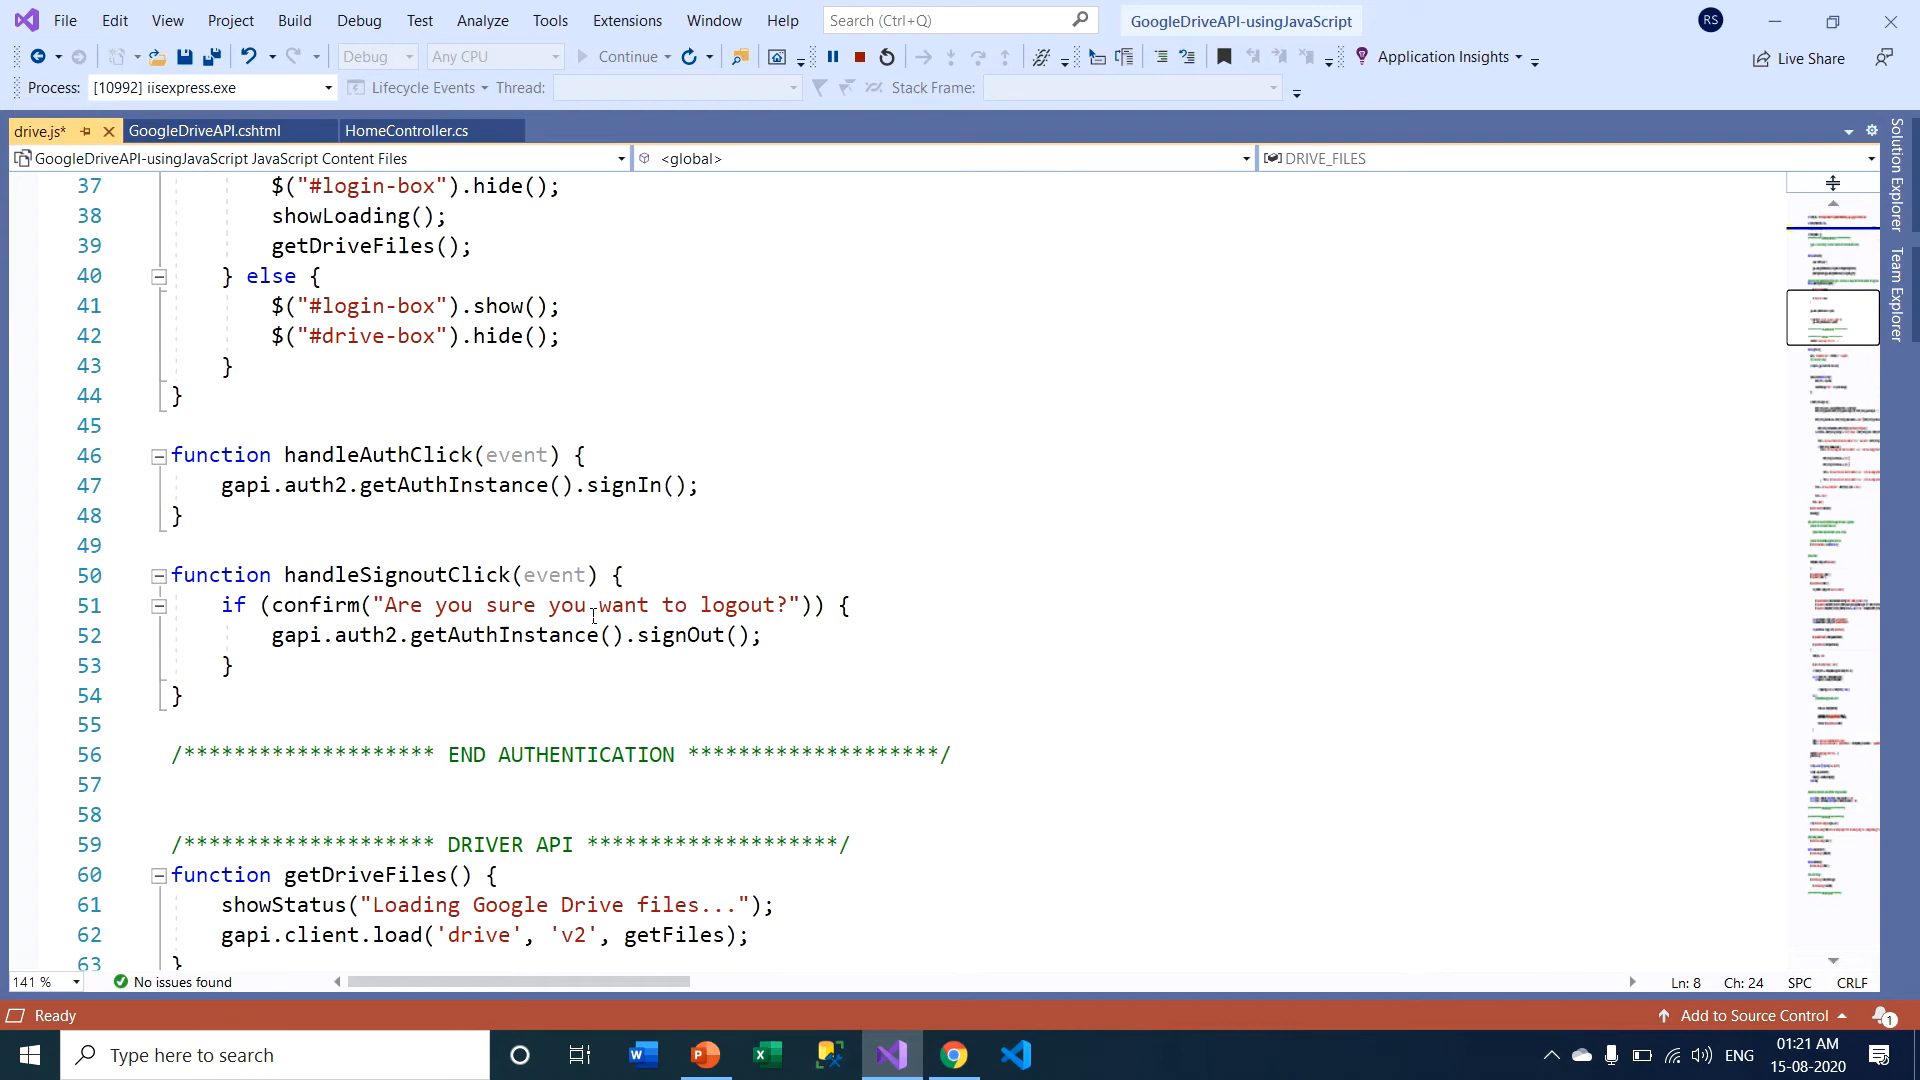 File Edit View Project Build Debug Test Analyze Tools Extensions Window Help Search (Ctrl+Q) GoogleDriveAPI-usingJavaScript RS
Debug Any CPU Continue Application Insights Live Share
Process: [10992] iisexpress.exe Lifecycle Events Thread: Stack Frame:
drive.js* GoogleDriveAPI.cshtml HomeController.cs
GoogleDriveAPI-usingJavaScript JavaScript Content Files <global> DRIVE_FILES
Solution Explorer
Team Explorer
37 $("#login-box").hide();
38 showLoading();
39 getDriveFiles();
40 } else {
41 $("#login-box").show();
42 $("#drive-box").hide();
43 }
44 }
45
46 function handleAuthClick(event) {
47 gapi.auth2.getAuthInstance().signIn();
48 }
49
50 function handleSignoutClick(event) {
51 if (confirm("Are you sure you want to logout?")) {
52 gapi.auth2.getAuthInstance().signOut();
53 }
54 }
55
56 /******************** END AUTHENTICATION ********************/
57
58
59 /******************** DRIVER API ********************/
60 function getDriveFiles() {
61 showStatus("Loading Google Drive files...");
62 gapi.client.load('drive', 'v2', getFiles);
63 }
141 % No issues found Ln: 8 Ch: 24 SPC CRLF
Ready Add to Source Control 1
Type here to search ENG 01:21 AM
15-08-2020